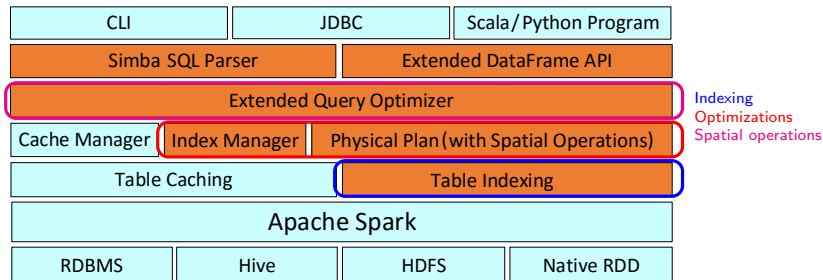 CLI JDBC Scala/Python Program
Simba SQL Parser Extended DataFrame API
Extended Query Optimizer
Indexing
Optimizations
Spatial operations
Cache Manager Index Manager Physical Plan (with Spatial Operations)
Table Caching Table Indexing
Apache Spark
RDBMS Hive HDFS Native RDD